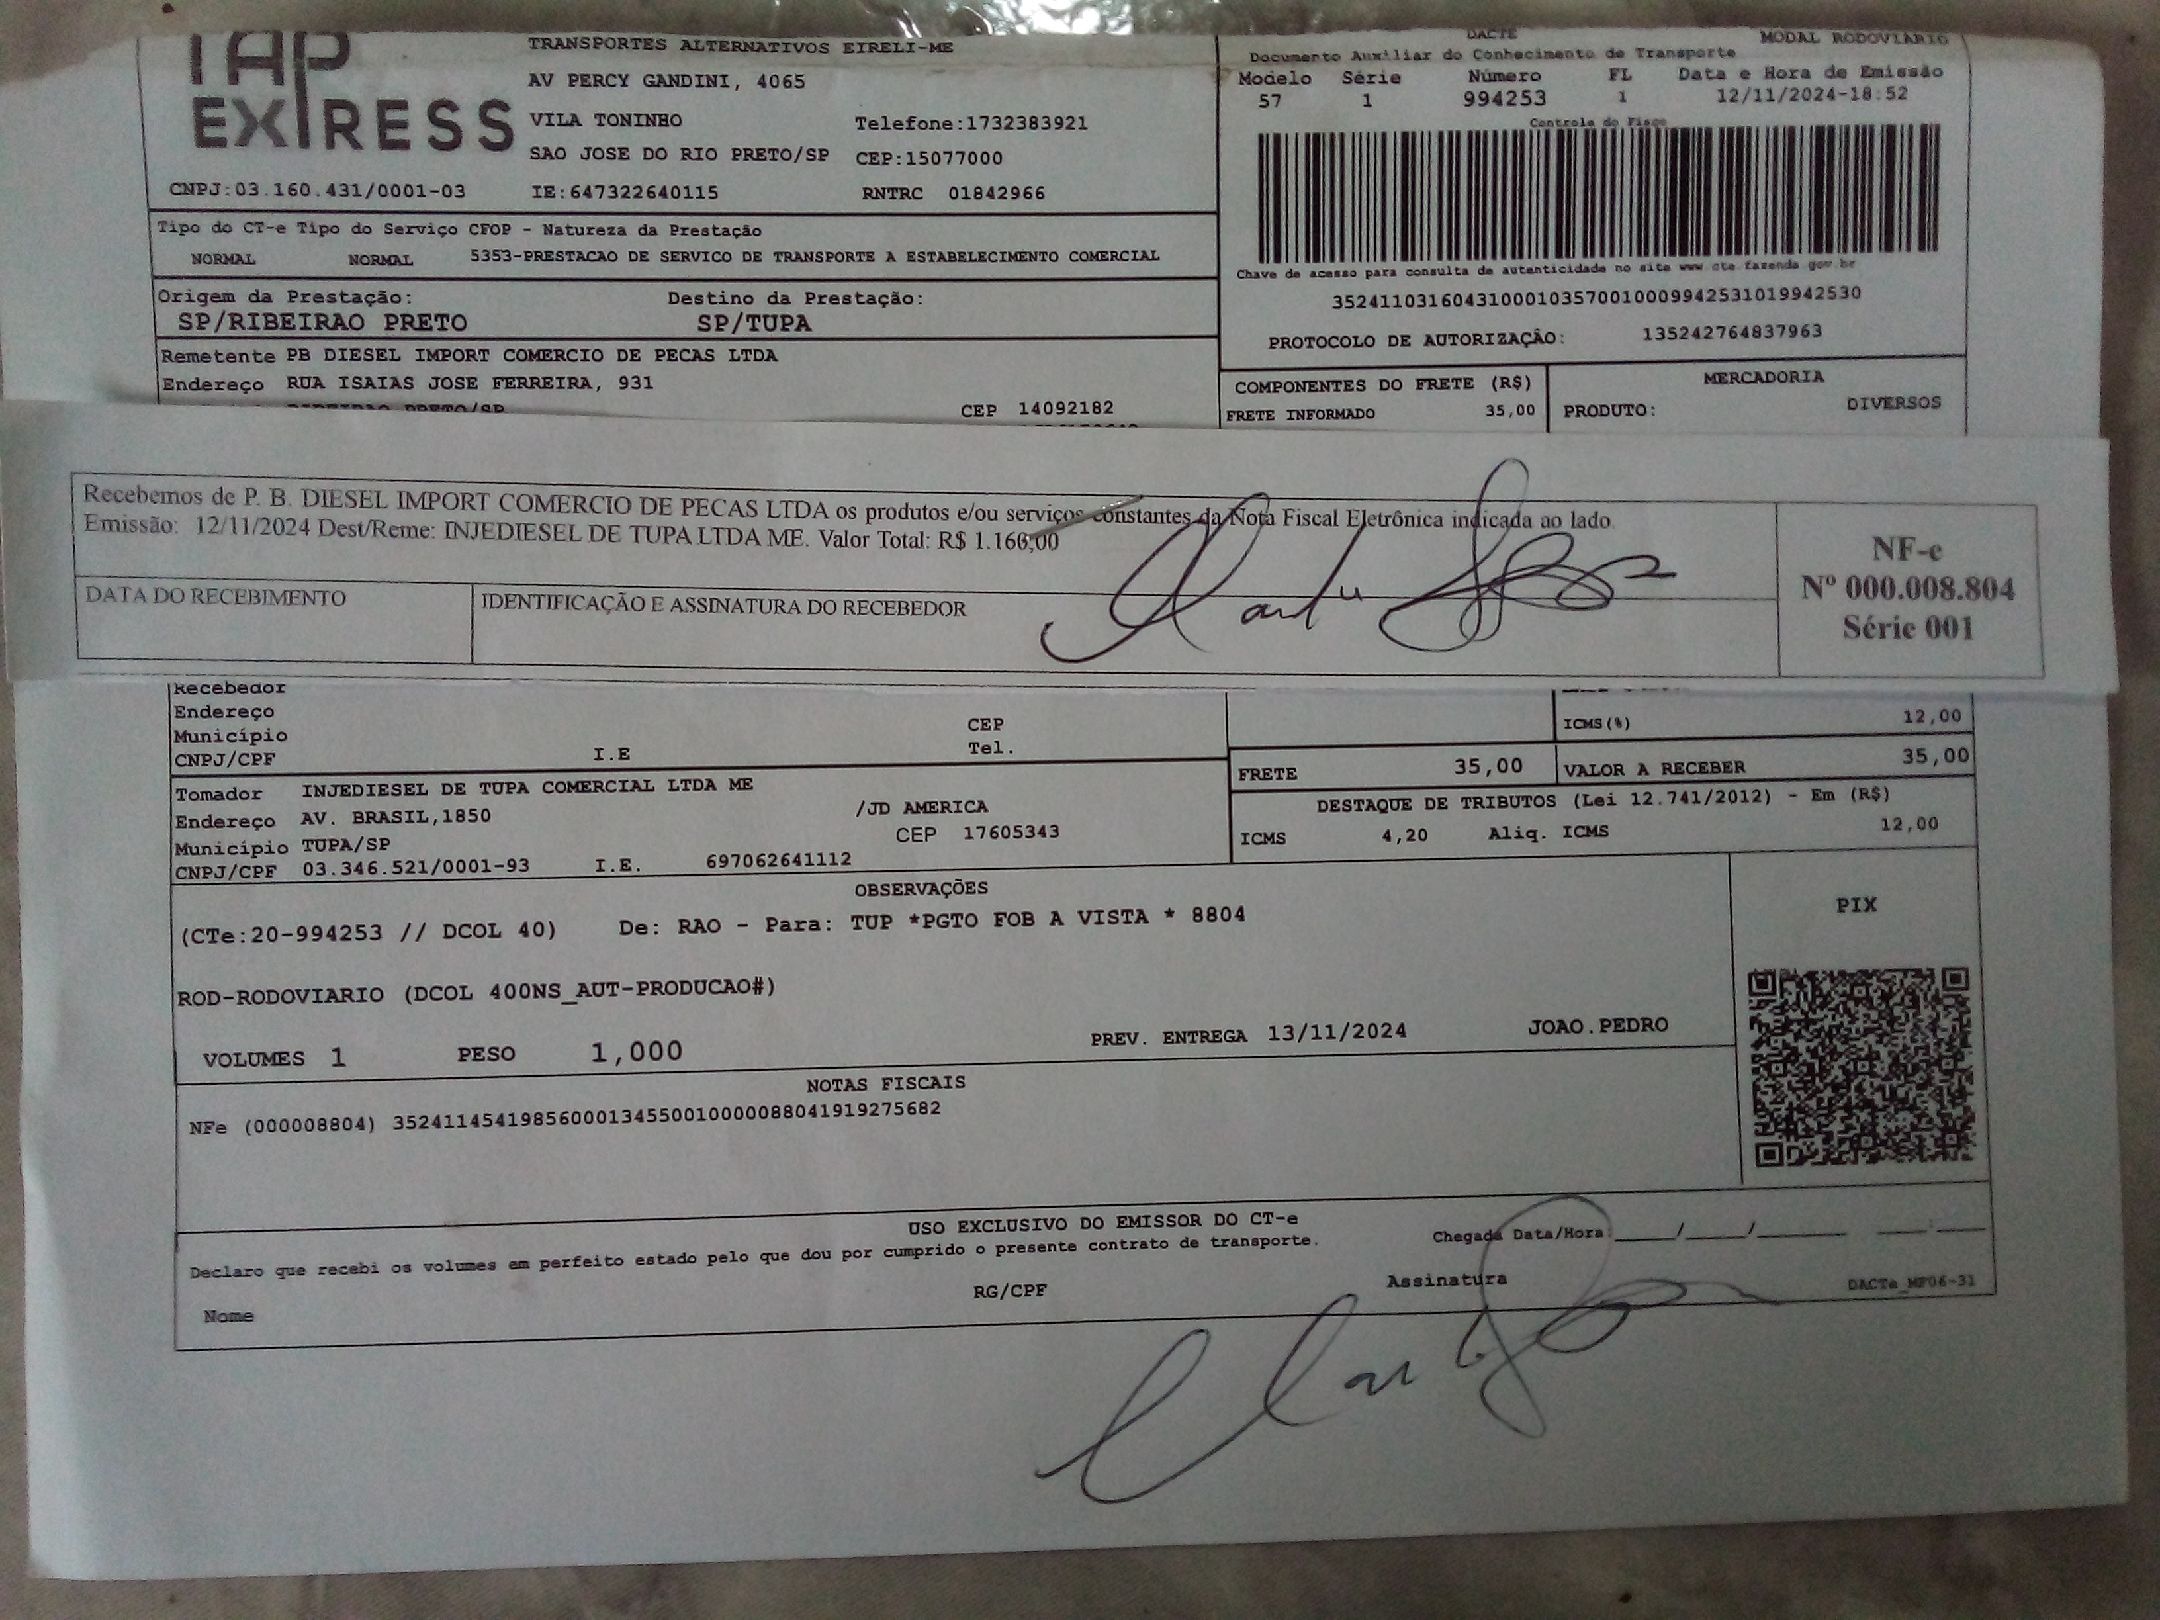 TAP
EXPRESS
TRANSPORTES ALTERNATIVOS EIRELI-ME
AV PERCY GANDINI, 4065
VILA TONINHO Telefone:1732383921
SAO JOSE DO RIO PRETO/SP CEP:15077000
CNPJ:03.160.431/0001-03 IE:647322640115 RNTRC 01842966
DACTE MODAL RODOVIARIO
Documento Auxiliar do Conhecimento de Transporte
Modelo Série Número FL Data e Hora de Emissão
57 1 994253 1 12/11/2024-18:52
Controle do Fisco
Chave de acesso para consulta de autenticidade no site www.cte.fazenda.gov.br
35241103160431000103570010009942531019942530
PROTOCOLO DE AUTORIZAÇÃO: 135242764837963
Tipo do CT-e Tipo do Serviço CFOP - Natureza da Prestação
NORMAL NORMAL 5353-PRESTACAO DE SERVICO DE TRANSPORTE A ESTABELECIMENTO COMERCIAL
Origem da Prestação: Destino da Prestação:
SP/RIBEIRAO PRETO SP/TUPA
Remetente PB DIESEL IMPORT COMERCIO DE PECAS LTDA
Endereço RUA ISAIAS JOSE FERREIRA, 931
RIBEIRAO PRETO/SP CEP 14092182
COMPONENTES DO FRETE (R$) MERCADORIA
FRETE INFORMADO 35,00 PRODUTO: DIVERSOS
Recebemos de P. B. DIESEL IMPORT COMERCIO DE PECAS LTDA os produtos e/ou serviços constantes da Nota Fiscal Eletrônica indicada ao lado.
Emissão: 12/11/2024 Dest/Reme: INJEDIESEL DE TUPA LTDA ME. Valor Total: R$ 1.166,00
DATA DO RECEBIMENTO IDENTIFICAÇÃO E ASSINATURA DO RECEBEDOR
NF-e
Nº 000.008.804
Série 001
Recebedor
Endereço
Município CEP
CNPJ/CPF I.E Tel.
ICMS(%) 12,00
FRETE 35,00 VALOR A RECEBER 35,00
Tomador INJEDIESEL DE TUPA COMERCIAL LTDA ME
Endereço AV. BRASIL,1850 /JD AMERICA
Município TUPA/SP CEP 17605343
CNPJ/CPF 03.346.521/0001-93 I.E. 697062641112
DESTAQUE DE TRIBUTOS (Lei 12.741/2012) - Em (R$)
ICMS 4,20 Aliq. ICMS 12,00
OBSERVAÇÕES
(CTe:20-994253 // DCOL 40) De: RAO - Para: TUP *PGTO FOB A VISTA * 8804
PIX
ROD-RODOVIARIO (DCOL 400NS_AUT-PRODUCAO#)
VOLUMES 1 PESO 1,000 PREV. ENTREGA 13/11/2024 JOAO.PEDRO
NOTAS FISCAIS
NFe (000008804) 35241145419856000134550010000088041919275682
USO EXCLUSIVO DO EMISSOR DO CT-e
Declaro que recebi os volumes em perfeito estado pelo que dou por cumprido o presente contrato de transporte.
Chegada Data/Hora:_____/_____/________ ____:____
Nome RG/CPF Assinatura DACTe_MF06-31